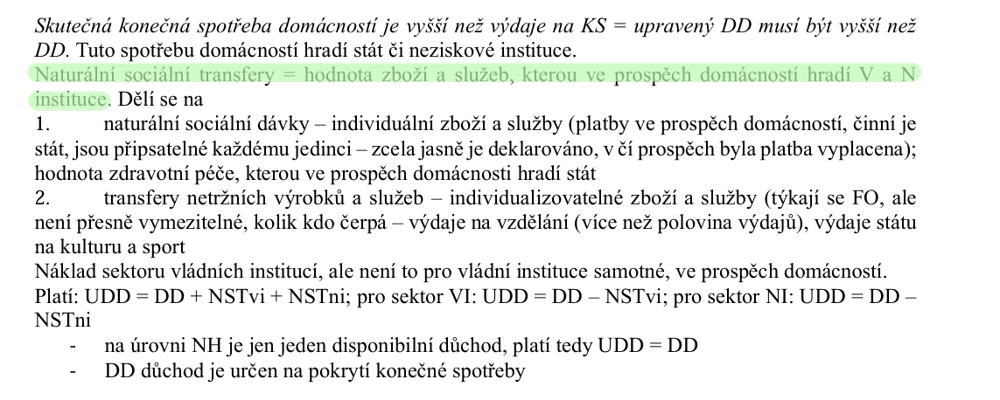 Skutečná konečná spotřeba domácností je vyšší než výdaje na KS = upravený DD musí být vyšší než
DD. Tuto spotřebu domácností hradí stát či neziskové instituce.
Naturální sociální transfery = hodnota zboží a služeb, kterou ve prospěch domácností hradí V a N
instituce. Dělí se na
1. naturální sociální dávky – individuální zboží a služby (platby ve prospěch domácností, činní je
stát, jsou připsatelné každému jedinci – zcela jasně je deklarováno, v čí prospěch byla platba vyplacena);
hodnota zdravotní péče, kterou ve prospěch domácnosti hradí stát
2. transfery netržních výrobků a služeb – individualizovatelné zboží a služby (týkají se FO, ale
není přesně vymezitelné, kolik kdo čerpá – výdaje na vzdělání (více než polovina výdajů), výdaje státu
na kulturu a sport
Náklad sektoru vládních institucí, ale není to pro vládní instituce samotné, ve prospěch domácností.
Platí: UDD = DD + NSTvi + NSTni; pro sektor VI: UDD = DD – NSTvi; pro sektor NI: UDD = DD –
NSTni
- na úrovni NH je jen jeden disponibilní důchod, platí tedy UDD = DD
- DD důchod je určen na pokrytí konečné spotřeby